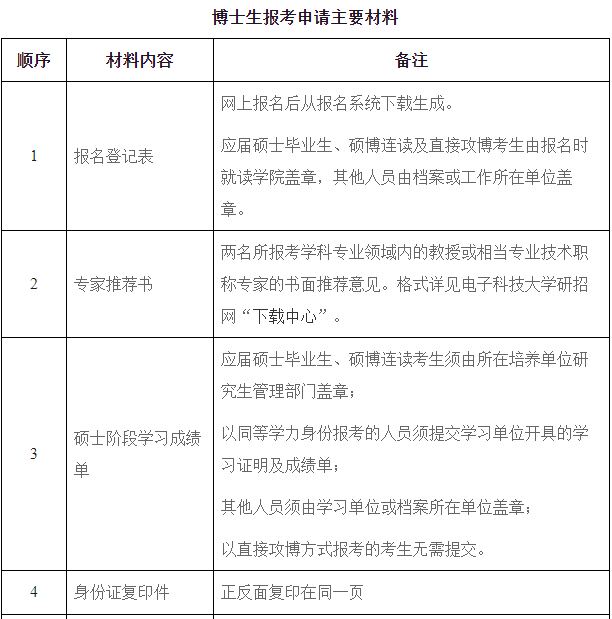 博士生报考申请主要材料
顺序 材料内容 备注
1 报名登记表
网上报名后从报名系统下载生成。
应届硕士毕业生、硕博连读及直接攻博考生由报名时
就读学院盖章，其他人员由档案或工作所在单位盖
章。
2 专家推荐书
两名所报考学科专业领域内的教授或相当专业技术职
称专家的书面推荐意见。格式详见电子科技大学研招
网“下载中心”。
3 硕士阶段学习成绩
单
应届硕士毕业生、硕博连读考生须由所在培养单位研
究生管理部门盖章；
以同等学力身份报考的人员须提交学习单位开具的学
习证明及成绩单；
其他人员须由学习单位或档案所在单位盖章；
以直接攻博方式报考的考生无需提交。
4 身份证复印件 正反面复印在同一页